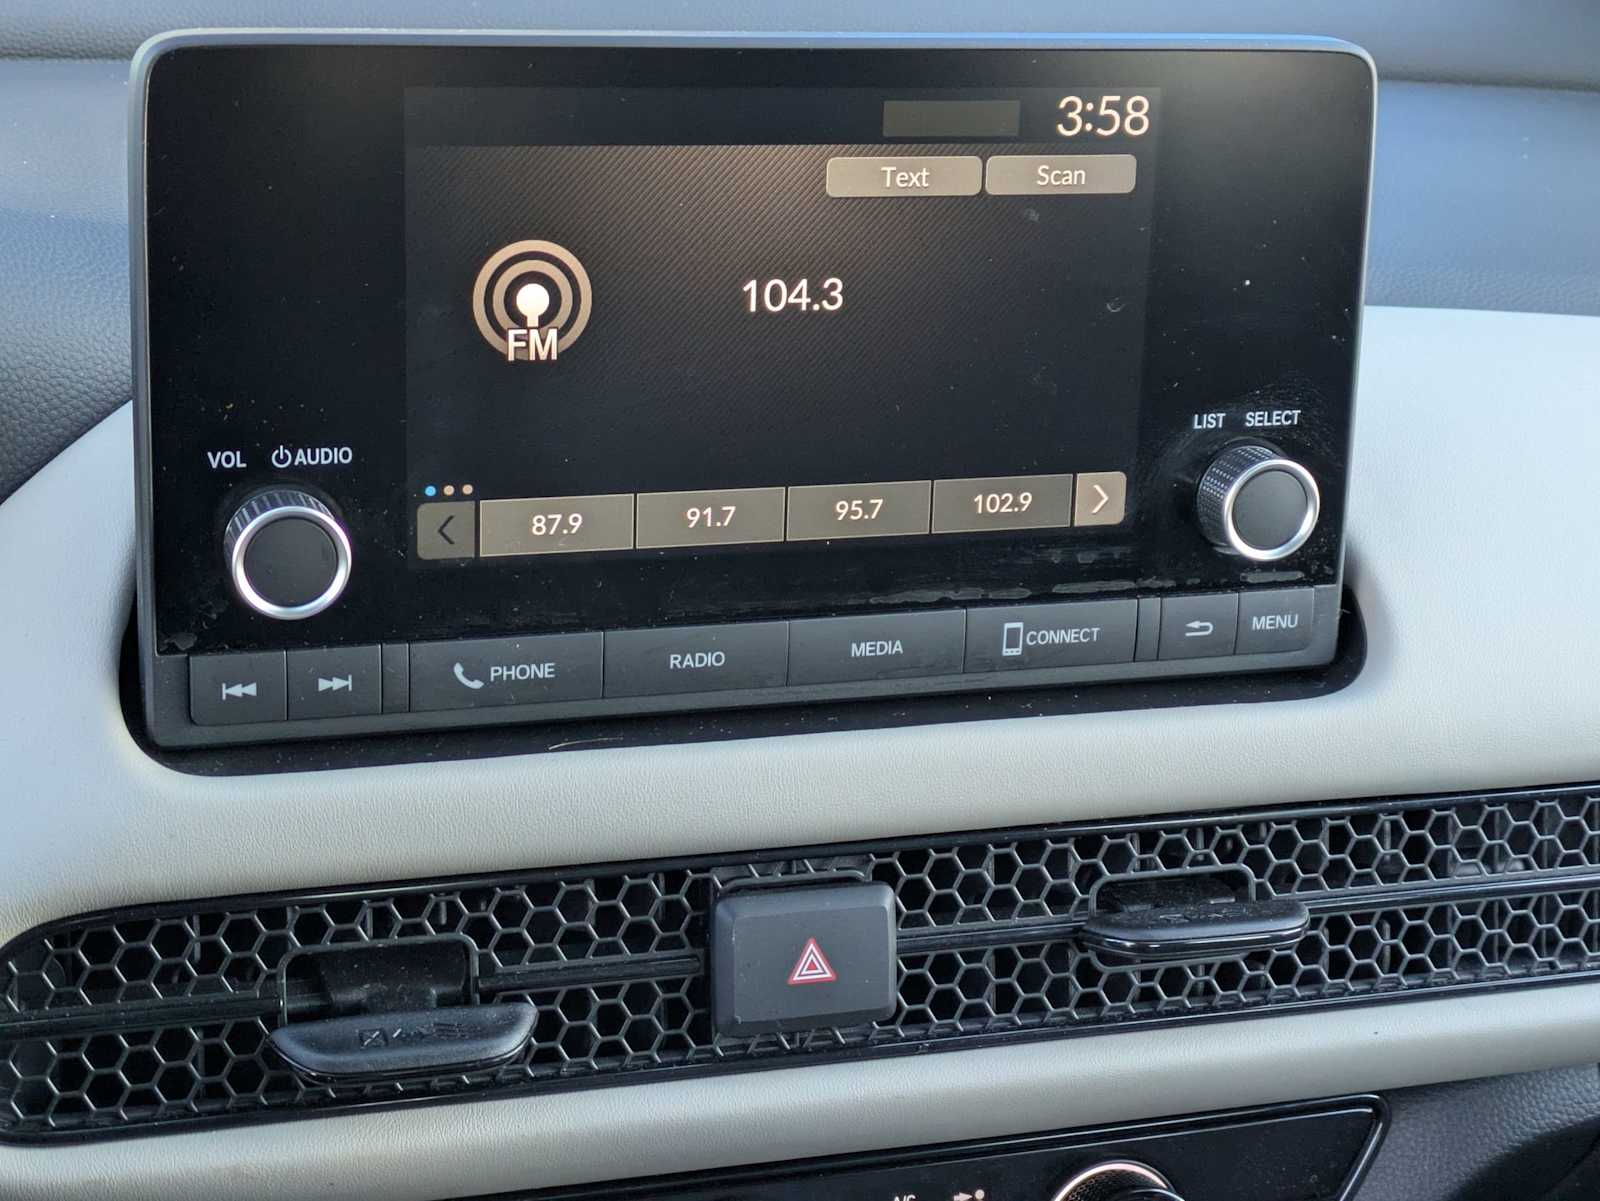 3:58
Text Scan
104.3
FM
LIST SELECT
VOL AUDIO
87.9 91.7 95.7 102.9
PHONE RADIO MEDIA CONNECT MENU
A/C